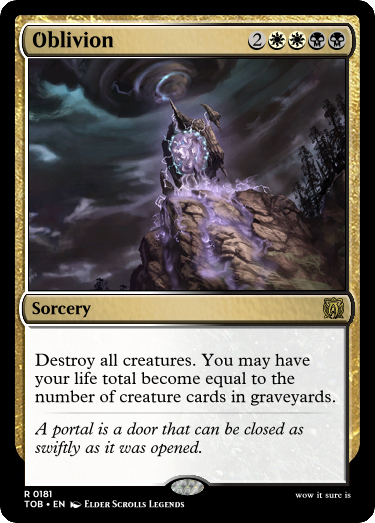 Oblivion 2
Sorcery
Destroy all creatures. You may have
your life total become equal to the
number of creature cards in graveyards.
A portal is a door that can be closed as
swiftly as it was opened.
R 0181
TOB • EN Elder Scrolls Legends
wow it sure is